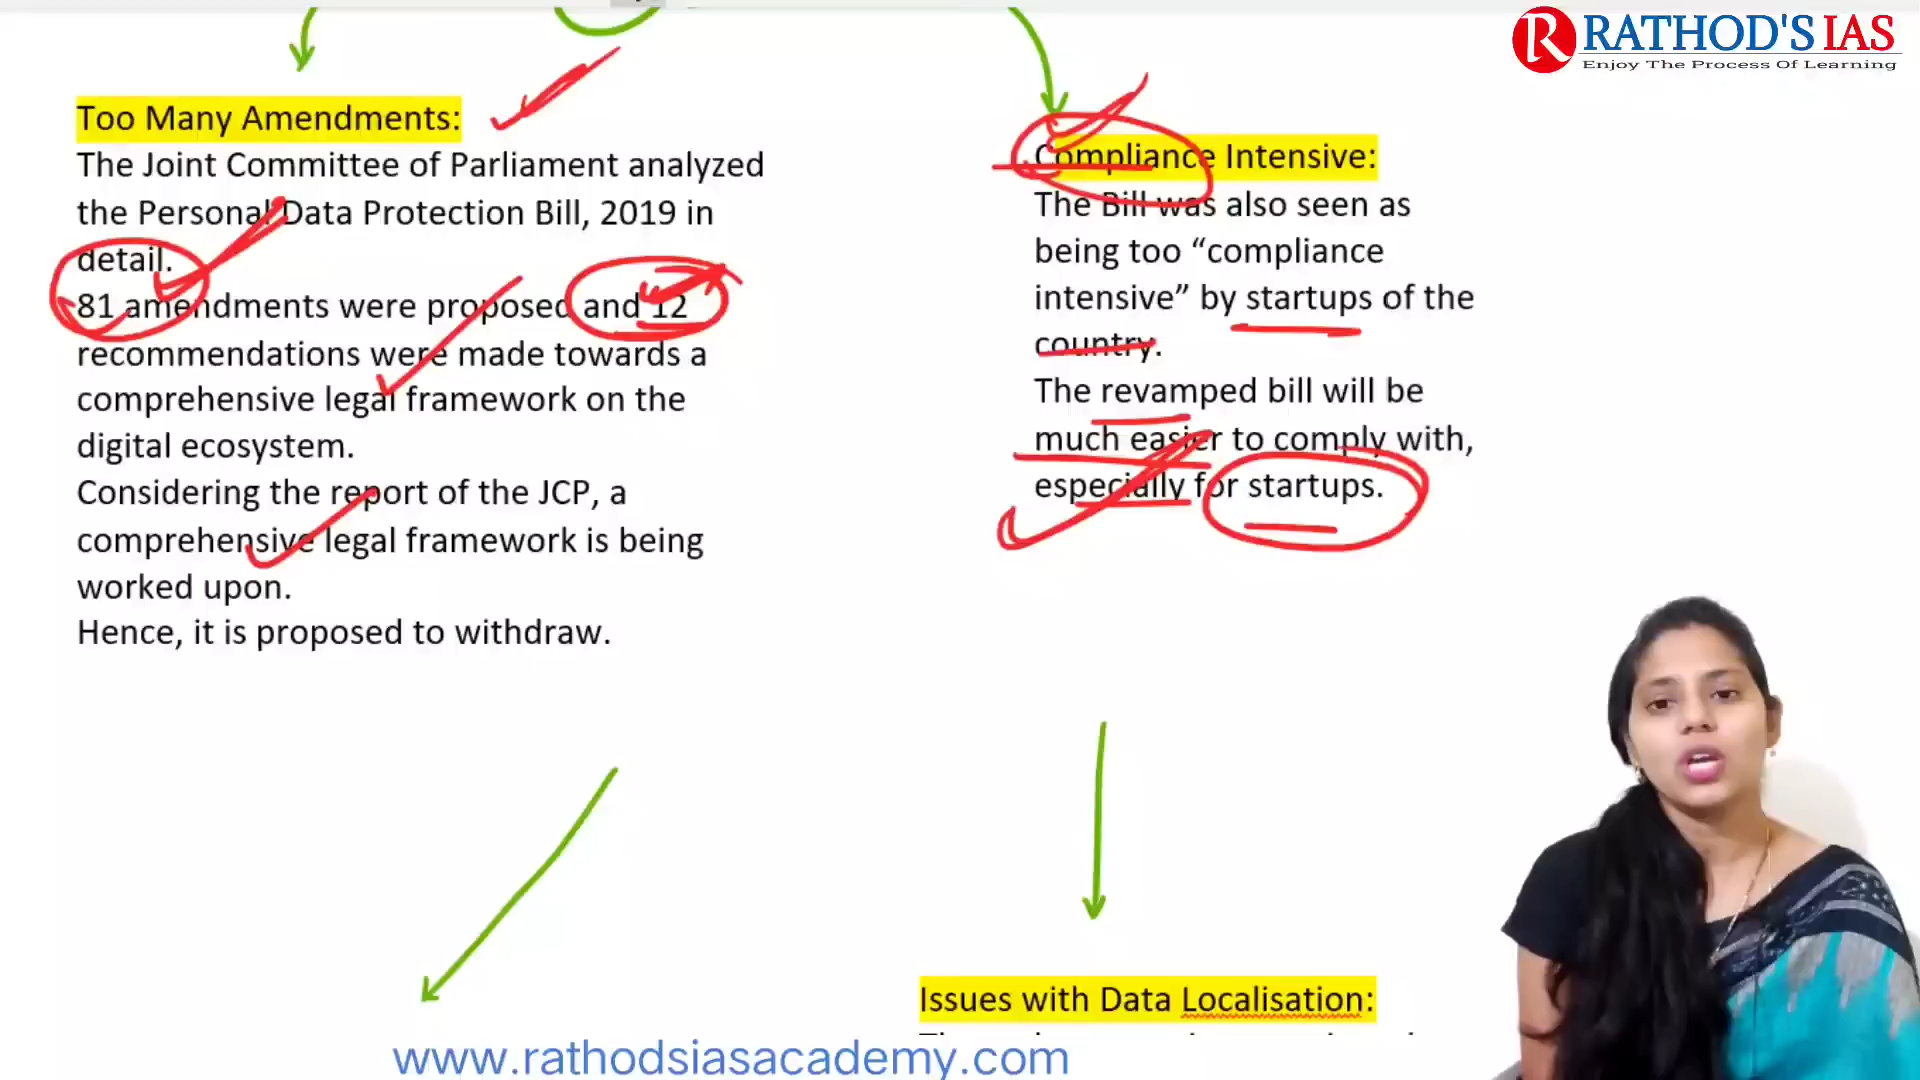 RATHOD'S IAS
Enjoy The Process Of Learning
Too Many Amendments:
The Joint Committee of Parliament analyzed
the Personal Data Protection Bill, 2019 in
detail.
81 amendments were proposed and 12
recommendations were made towards a
comprehensive legal framework on the
digital ecosystem.
Considering the report of the JCP, a
comprehensive legal framework is being
worked upon.
Hence, it is proposed to withdraw.
Compliance Intensive:
The Bill was also seen as
being too “compliance
intensive” by startups of the
country.
The revamped bill will be
much easier to comply with,
especially for startups.
Issues with Data Localisation:
www.rathodsiasacademy.com